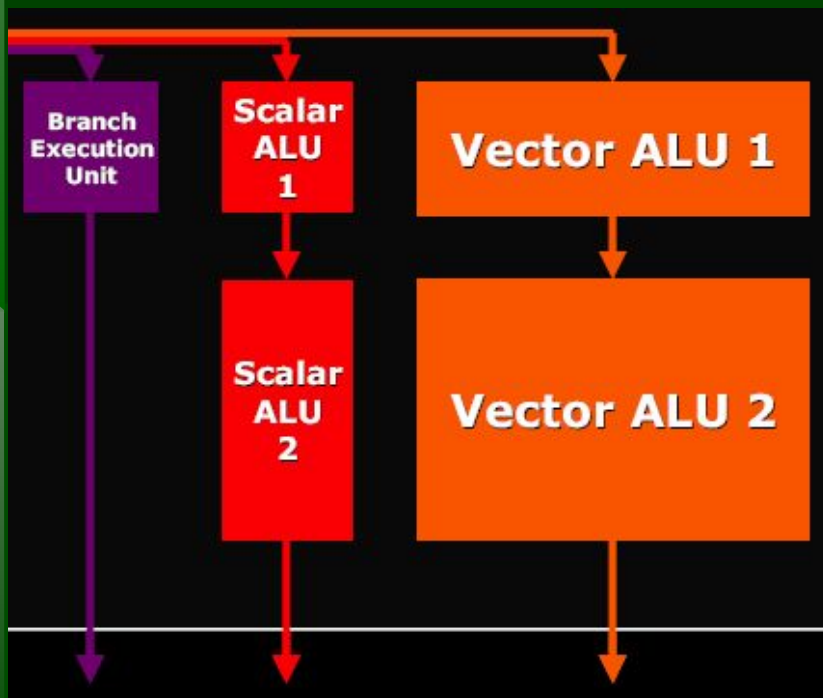 Branch
Execution
Unit
Scalar
ALU
1
Vector ALU 1
Scalar
ALU
2
Vector ALU 2